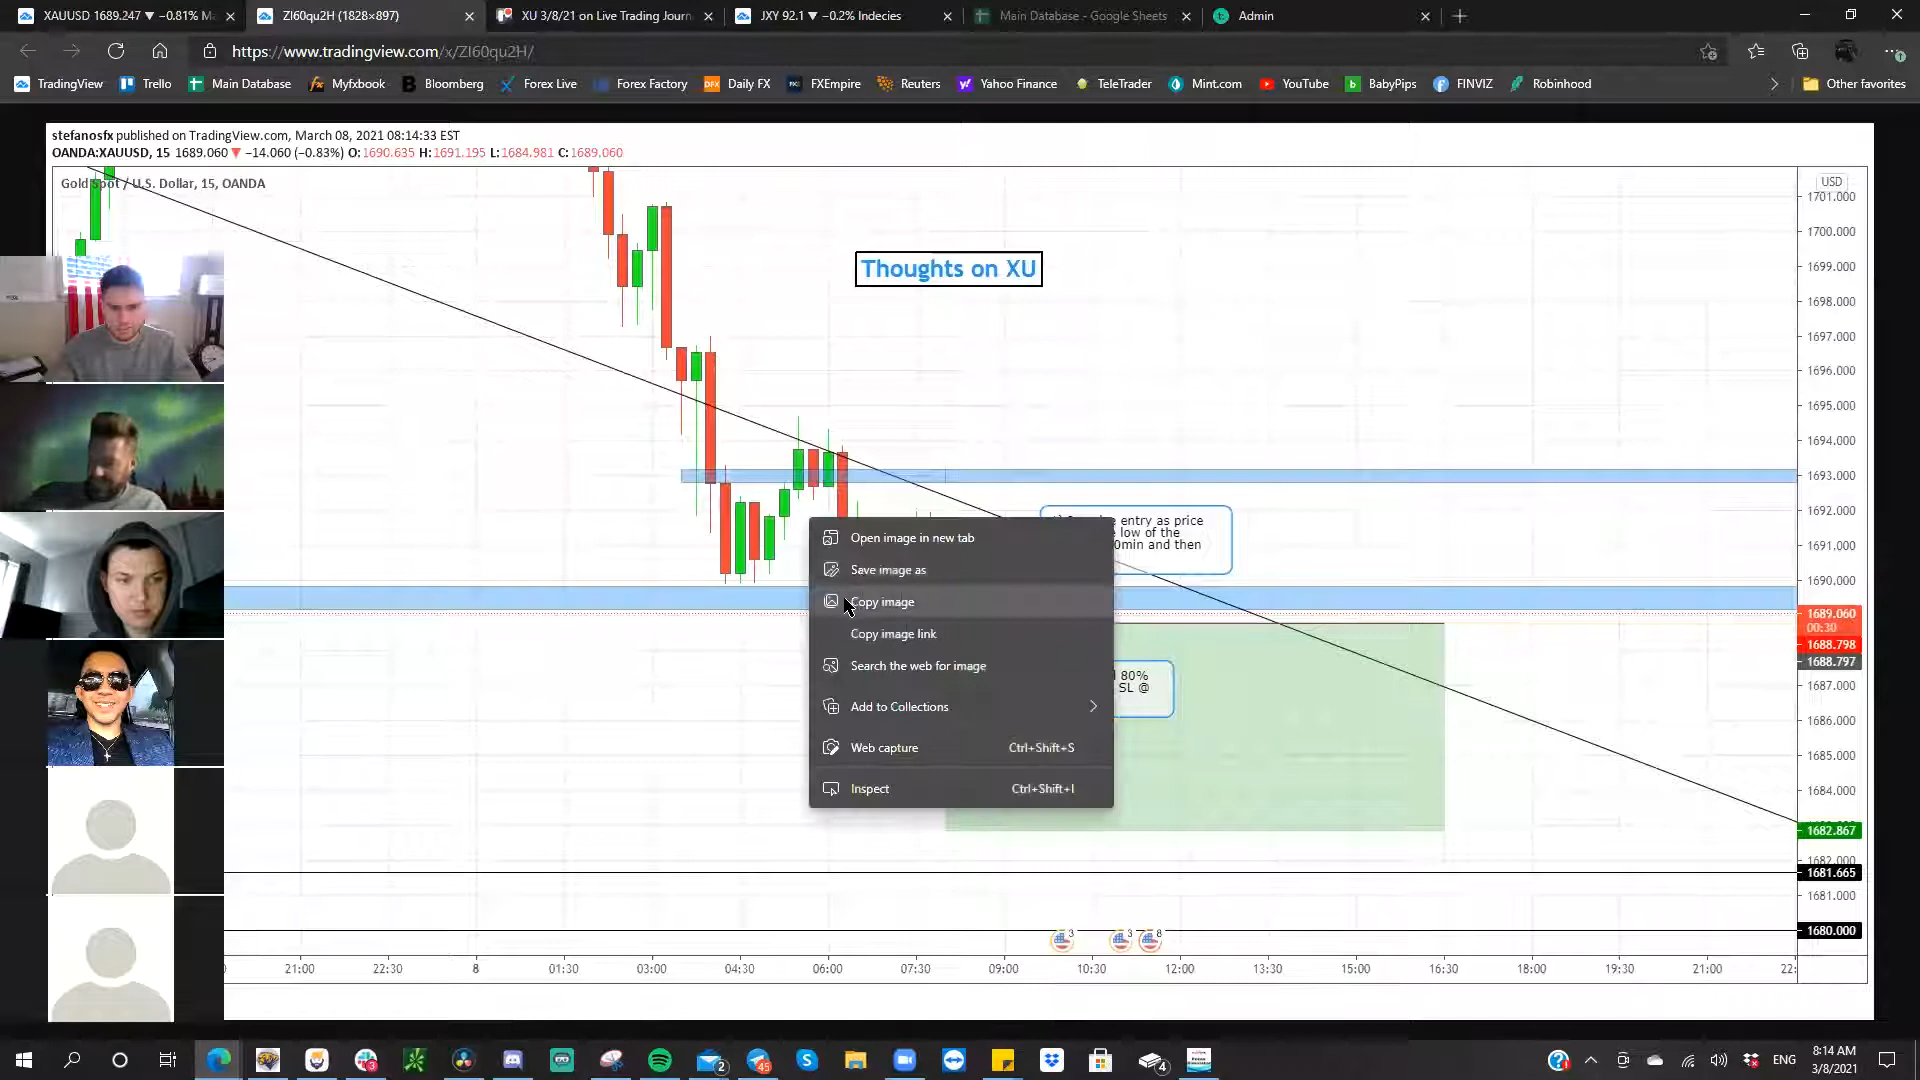 XAUUSD 1689.247 ▼ −0.81% M
ZI60qu2H (1828×897)
XU 3/8/21 on Live Trading Journ
JXY 92.1 ▼ −0.2% Indecies
Main Database - Google Sheets
Admin
https://www.tradingview.com/x/ZI60qu2H/
TradingView
Trello
Main Database
Myfxbook
Bloomberg
Forex Live
Forex Factory
Daily FX
FXEmpire
Reuters
Yahoo Finance
TeleTrader
Mint.com
YouTube
BabyPips
FINVIZ
Robinhood
Other favorites
stefanosfx published on TradingView.com, March 08, 2021 08:14:33 EST
OANDA:XAUUSD, 15 1689.060 ▼ −14.060 (−0.83%) O:1690.635 H:1691.195 L:1684.981 C:1689.060
Gold Spot / U.S. Dollar, 15, OANDA
USD
Thoughts on XU
1701.000
1700.000
1699.000
1698.000
1697.000
1696.000
1695.000
1694.000
1693.000
1692.000
1691.000
1690.000
1689.060
00:30
1688.798
1688.797
1687.000
1686.000
1685.000
1684.000
1682.867
1682.000
1681.665
1681.000
1680.000
entry as price
low of the
0min and then
80%
SL @
Open image in new tab
Save image as
Copy image
Copy image link
Search the web for image
Add to Collections
Web capture Ctrl+Shift+S
Inspect Ctrl+Shift+I
3
3
8
21:00
22:30
8
01:30
03:00
04:30
06:00
07:30
09:00
10:30
12:00
13:30
15:00
16:30
18:00
19:30
21:00
22:
ENG
8:14 AM
3/8/2021